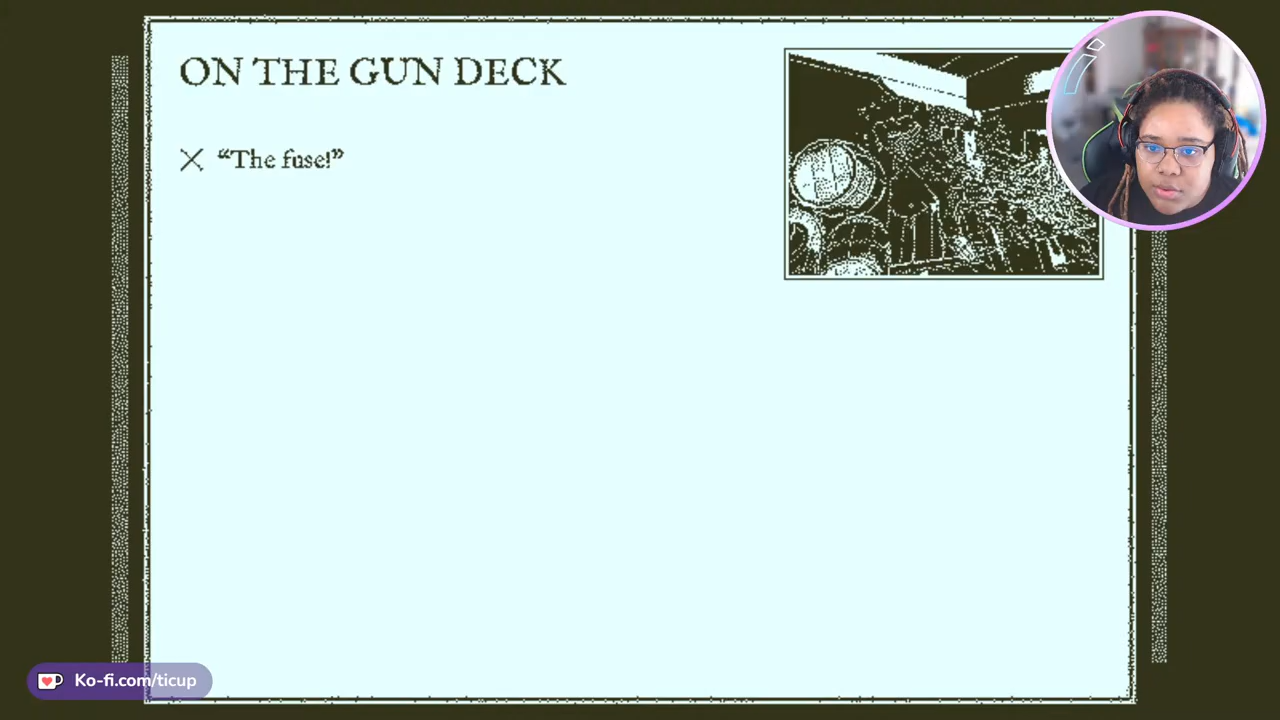 ON THE GUN DECK
“The fuse!”
Ko-fi.com/ticup